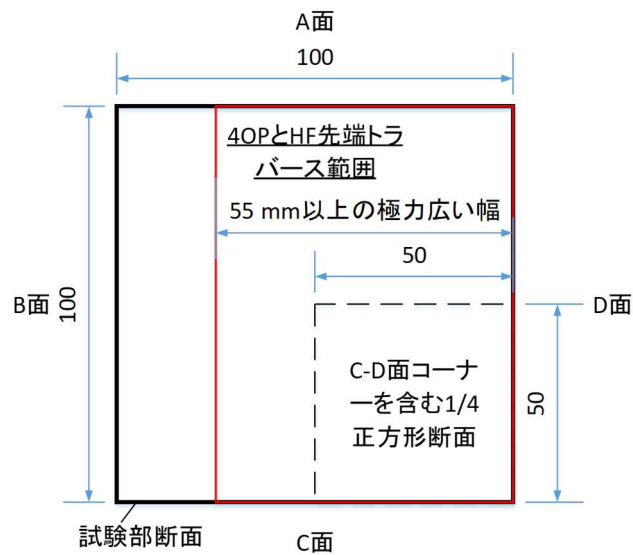 A面
100
4OPとHF先端トラ
バース範囲
55 mm以上の極力広い幅
50
B面
100
D面
C-D面コーナ
ーを含む1/4
正方形断面
50
試験部断面
C面